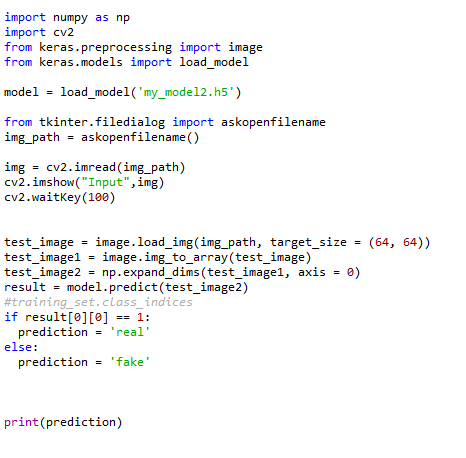 import numpy as np
import cv2
from keras.preprocessing import image
from keras.models import load_model
model = load_model('my_model2.h5')
from tkinter.filedialog import askopenfilename
img_path = askopenfilename()
img = cv2.imread(img_path)
cv2.imshow("Input",img)
cv2.waitKey(100)
test_image = image.load_img(img_path, target_size = (64, 64))
test_image1 = image.img_to_array(test_image)
test_image2 = np.expand_dims(test_image1, axis = 0)
result = model.predict(test_image2)
#training_set.class_indices
if result[0][0] == 1:
  prediction = 'real'
else:
  prediction = 'fake'
print(prediction)